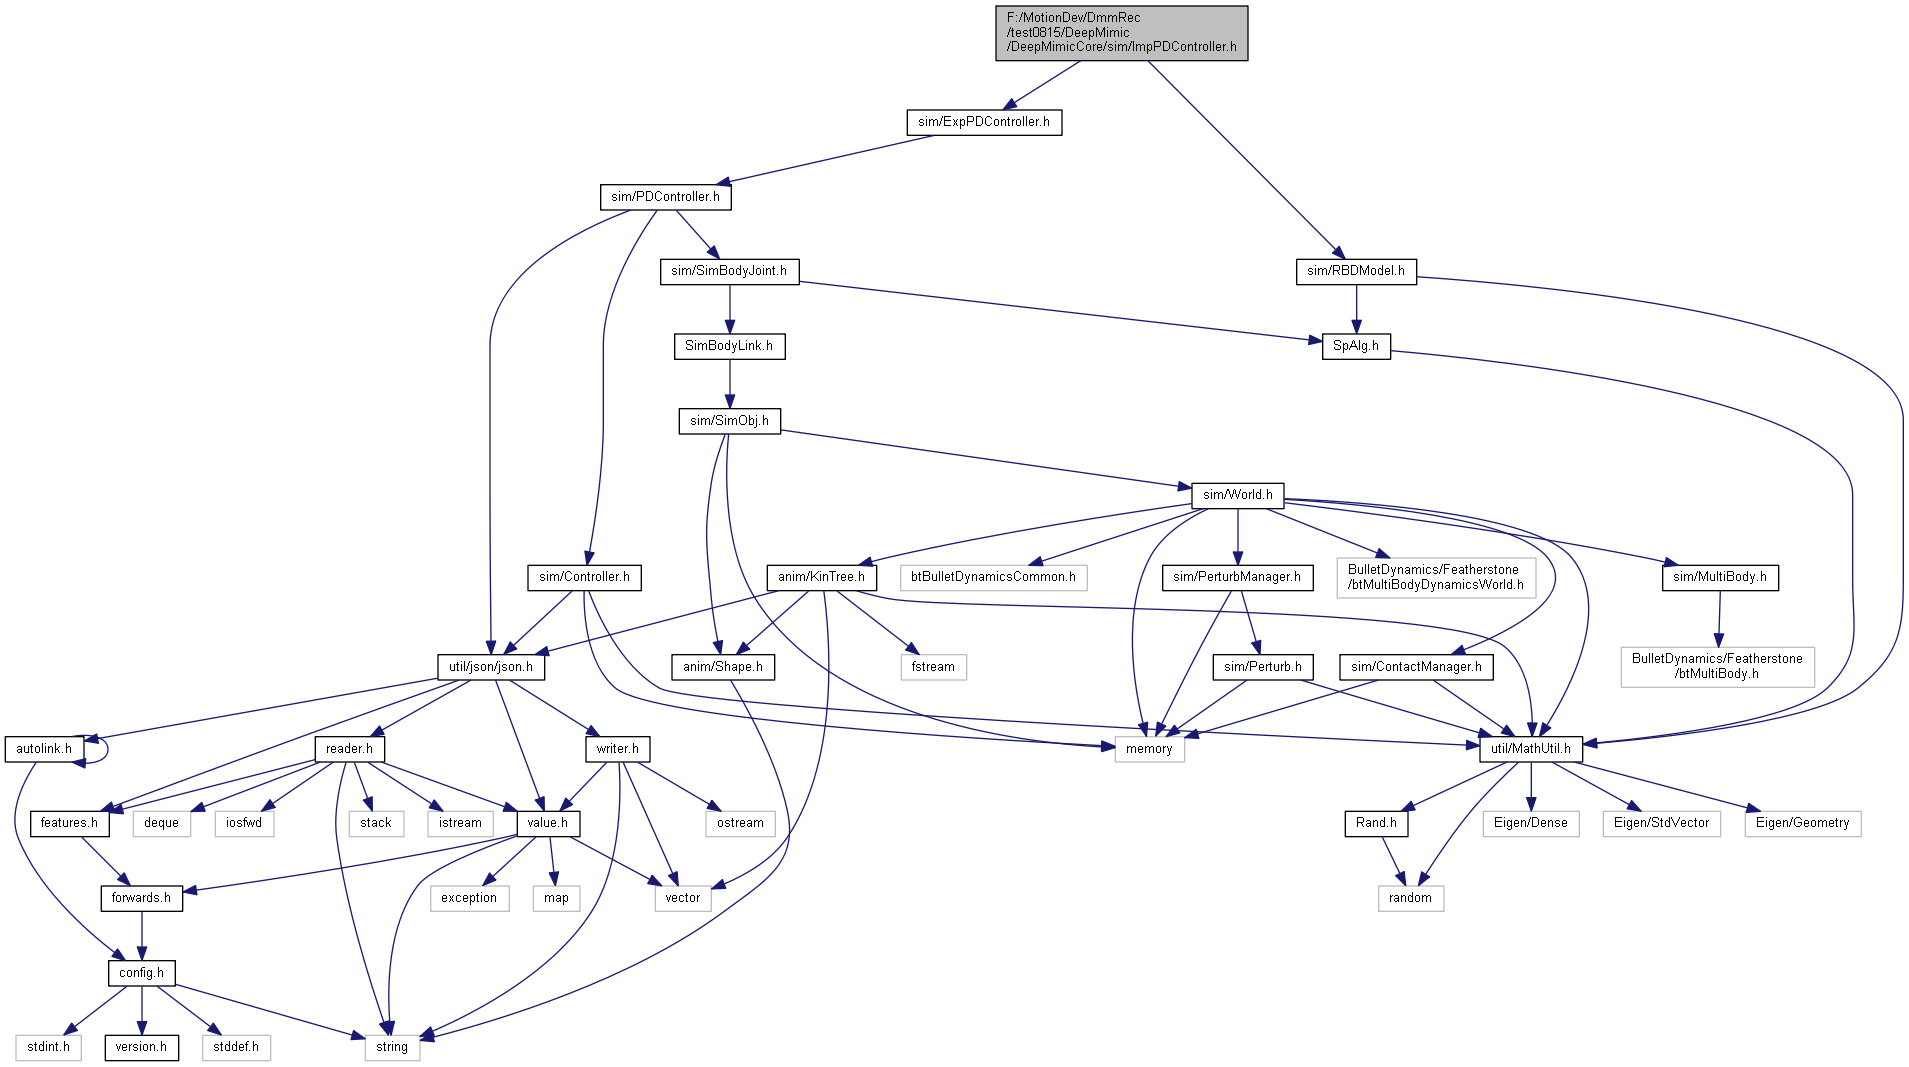 F:/MotionDev/DmmRec
/test0815/DeepMimic
/DeepMimicCore/sim/ImpPDController.h
sim/ExpPDController.h
sim/PDController.h
sim/SimBodyJoint.h
sim/RBDModel.h
SimBodyLink.h
SpAlg.h
sim/SimObj.h
sim/World.h
sim/Controller.h
anim/KinTree.h
btBulletDynamicsCommon.h
sim/PerturbManager.h
BulletDynamics/Featherstone
/btMultiBodyDynamicsWorld.h
sim/MultiBody.h
util/json/json.h
anim/Shape.h
fstream
sim/Perturb.h
sim/ContactManager.h
BulletDynamics/Featherstone
/btMultiBody.h
autolink.h
reader.h
writer.h
memory
util/MathUtil.h
features.h
deque
iosfwd
stack
istream
value.h
ostream
Rand.h
Eigen/Dense
Eigen/StdVector
Eigen/Geometry
forwards.h
exception
map
vector
random
config.h
stdint.h
version.h
stddef.h
string